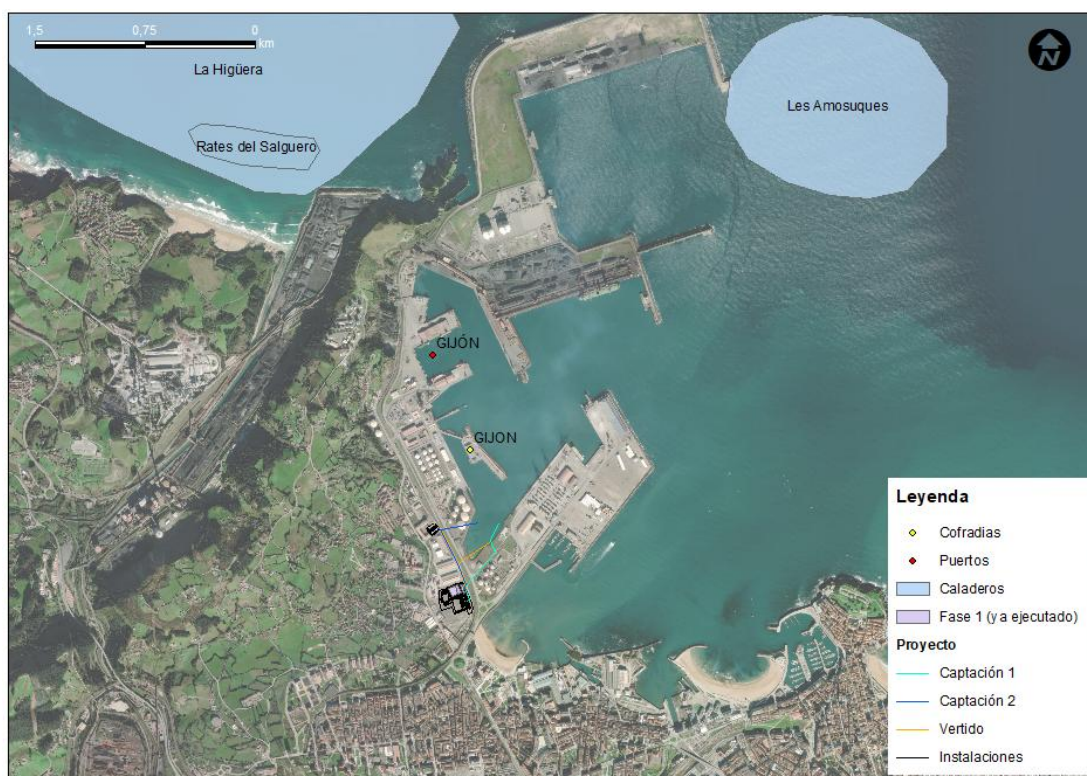 1,5 0,75 0
km
La Higüera
Rates del Salguero
Les Amosuques
N
GIJÓN
GIJON
Leyenda
Cofradias
Puertos
Caladeros
Fase 1 (ya ejecutado)
Proyecto
Captación 1
Captación 2
Vertido
Instalaciones